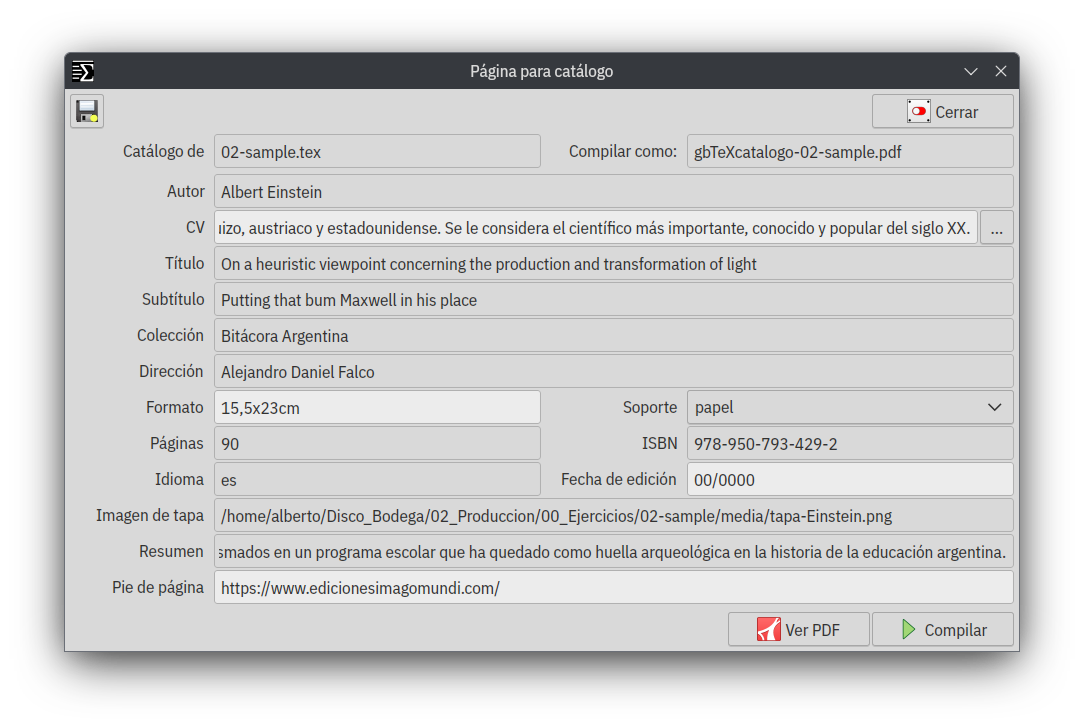 Página para catálogo
Cerrar
Catálogo de 02-sample.tex Compilar como: gbTeXcatalogo-02-sample.pdf
Autor Albert Einstein
CV uizo, austriaco y estadounidense. Se le considera el científico más importante, conocido y popular del siglo XX. ...
Título On a heuristic viewpoint concerning the production and transformation of light
Subtítulo Putting that bum Maxwell in his place
Colección Bitácora Argentina
Dirección Alejandro Daniel Falco
Formato 15,5x23cm Soporte papel
Páginas 90 ISBN 978-950-793-429-2
Idioma es Fecha de edición 00/0000
Imagen de tapa /home/alberto/Disco_Bodega/02_Produccion/00_Ejercicios/02-sample/media/tapa-Einstein.png
Resumen smados en un programa escolar que ha quedado como huella arqueológica en la historia de la educación argentina.
Pie de página https://www.edicionesimagomundi.com/
Ver PDF Compilar